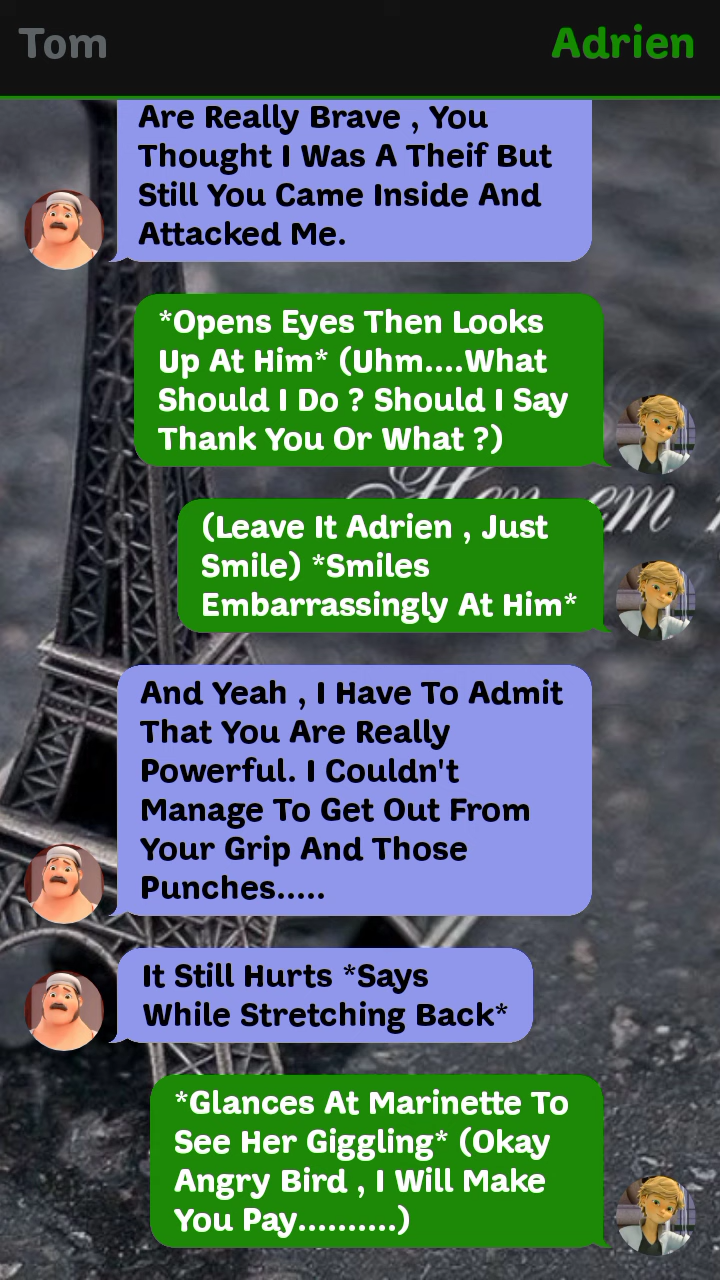 Tom
Adrien
Are Really Brave , You
Thought I Was A Theif But
Still You Came Inside And
Attacked Me.
*Opens Eyes Then Looks
Up At Him* (Uhm....What
Should I Do ? Should I Say
Thank You Or What ?)
(Leave It Adrien , Just
Smile) *Smiles
Embarrassingly At Him*
And Yeah , I Have To Admit
That You Are Really
Powerful. I Couldn't
Manage To Get Out From
Your Grip And Those
Punches.....
It Still Hurts *Says
While Stretching Back*
*Glances At Marinette To
See Her Giggling* (Okay
Angry Bird , I Will Make
You Pay..........)